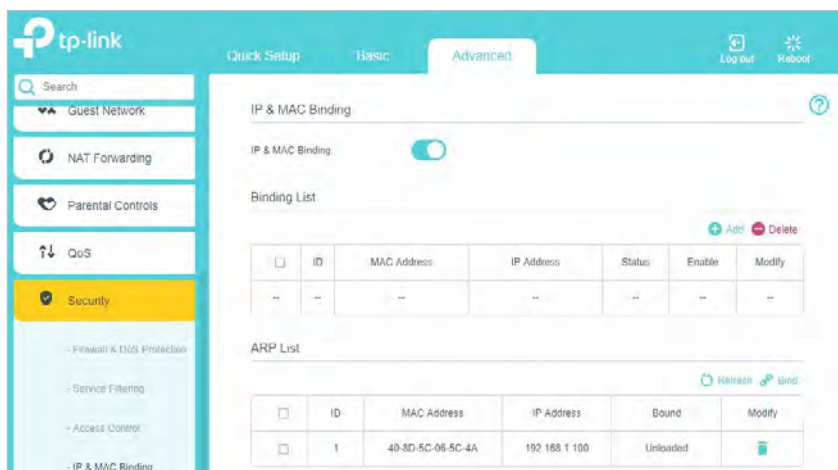 tp-link
Quick Setup
Basic
Advanced
Log out
Reboot
Search
Guest Network
NAT Forwarding
Parental Controls
QoS
Security
- Firewall & DoS Protection
- Service Filtering
- Access Control
- IP & MAC Binding
IP & MAC Binding
IP & MAC Binding:
Binding List
Add Delete
ID MAC Address IP Address Status Enable Modify
-- -- -- -- -- -- --
ARP List
Refresh Bind
ID MAC Address IP Address Bound Modify
1 40-8D-5C-06-5C-4A 192.168.1.100 Unloaded